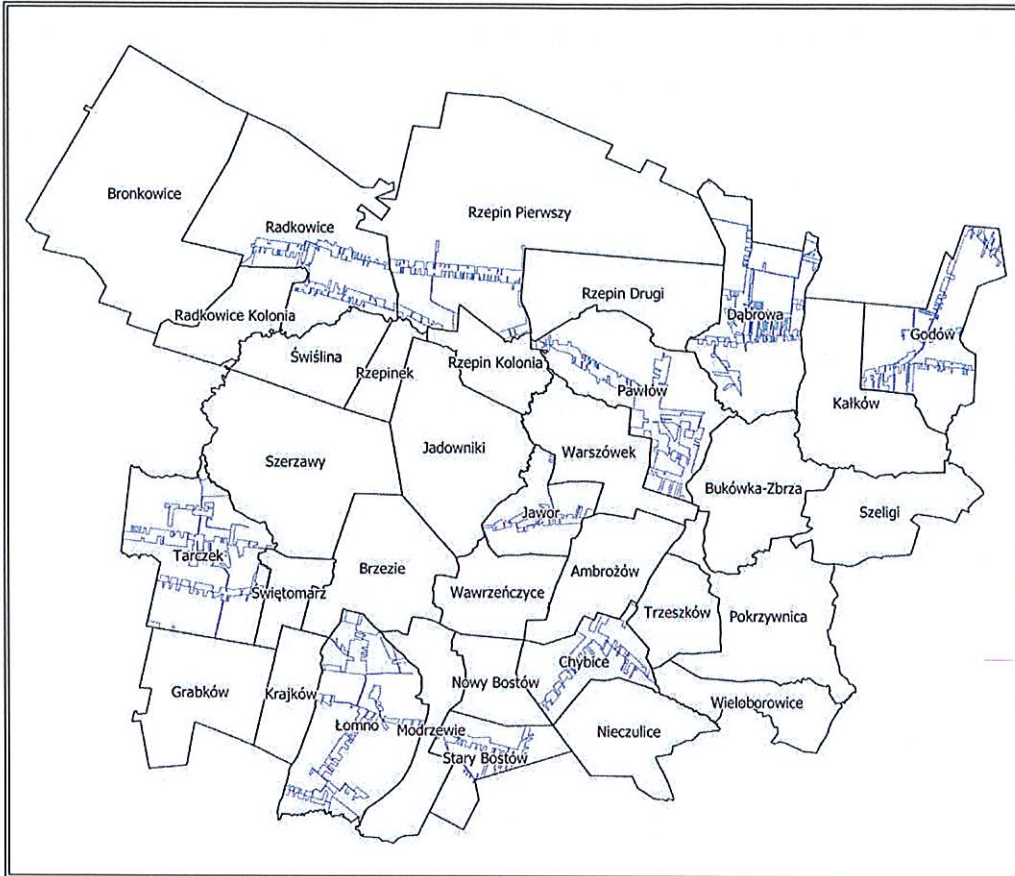 Bronkowice
Rzepin Pierwszy
Radkowice
Rzepin Drugi
Radkowice Kolonia
Dąbrowa
Godów
Świślina
Rzepinek
Rzepin Kolonia
Pawłów
Kałków
Szerzawy
Jadowniki
Warszówek
Bukówka-Zbrza
Szeligi
Jawor
Tarczek
Świętomarz
Brzezie
Wawrzeńczyce
Ambrożów
Trzeszków
Pokrzywnica
Grabków
Krajków
Nowy Bostów
Chybice
Wieloborowice
Łomno
Modrzewie
Nieczulice
Stary Bostów